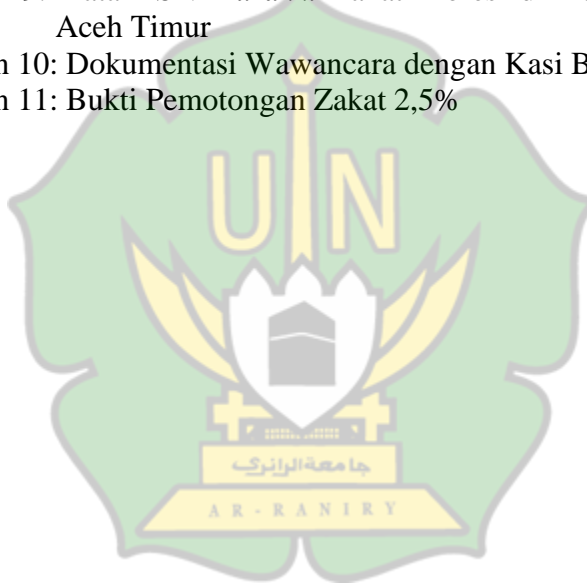 Aceh Timur
n 10: Dokumentasi Wawancara dengan Kasi B
n 11: Bukti Pemotongan Zakat 2,5%
UIN
جامعة الرانري
AR-RANIRY